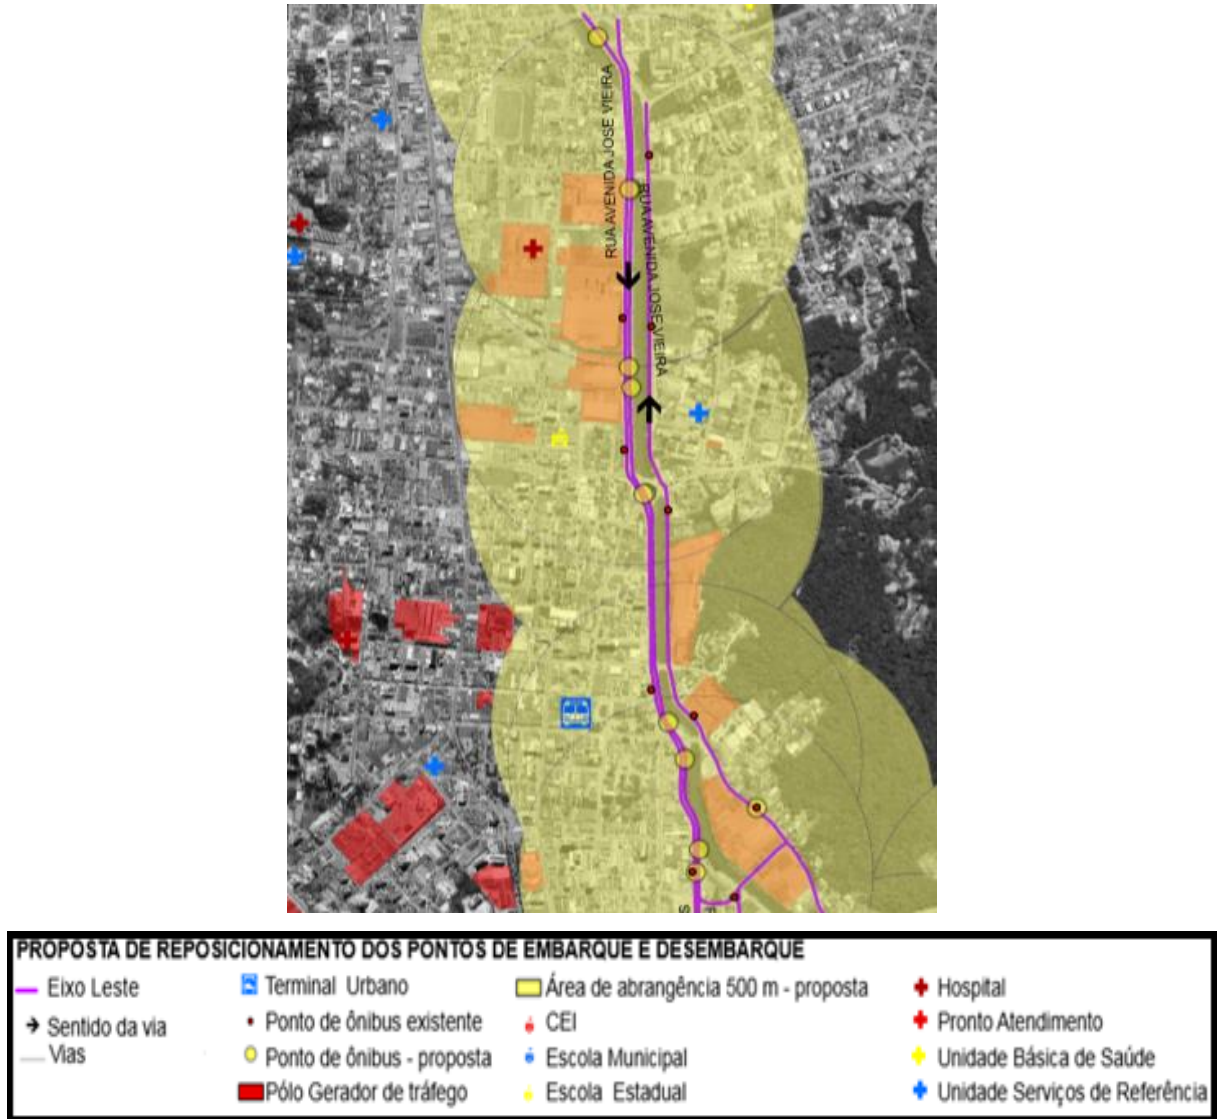 RUA AVENIDA JOSE VIEIRA
RUA AVENIDA JOSE VIEIRA
S
F
PROPOSTA DE REPOSICIONAMENTO DOS PONTOS DE EMBARQUE E DESEMBARQUE
Eixo Leste
Sentido da via
Vias
Terminal Urbano
Ponto de ônibus existente
Ponto de ônibus - proposta
Pólo Gerador de tráfego
Área de abrangência 500 m - proposta
CEI
Escola Municipal
Escola Estadual
Hospital
Pronto Atendimento
Unidade Básica de Saúde
Unidade Serviços de Referência